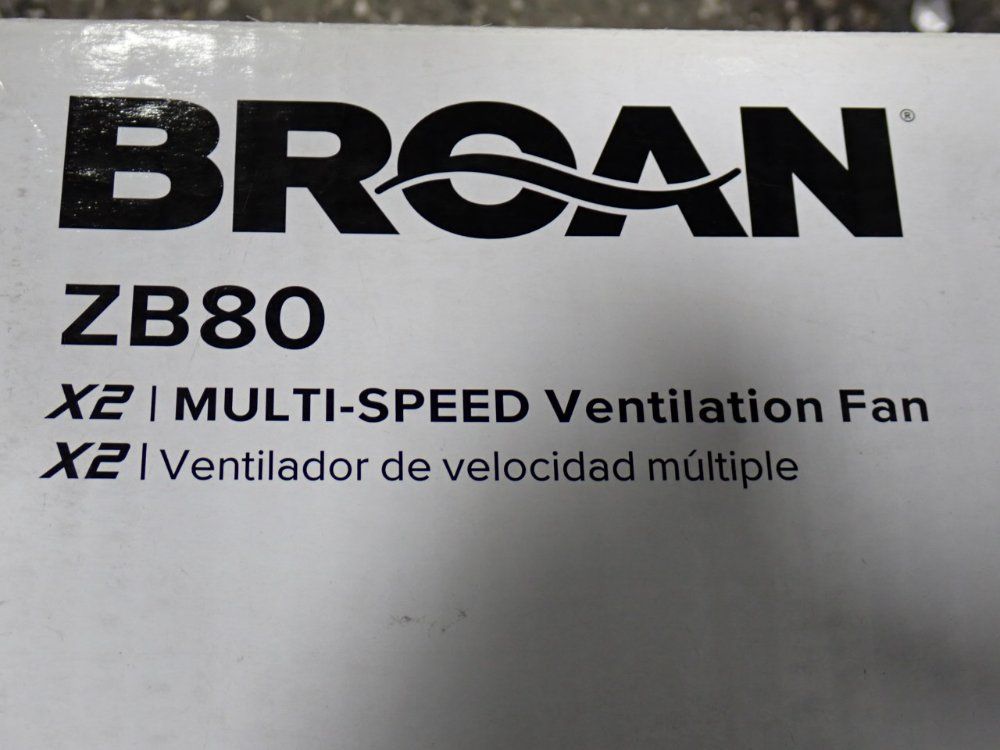 BROAN®
ZB80
X2 | MULTI-SPEED Ventilation Fan
X2 | Ventilador de velocidad múltiple